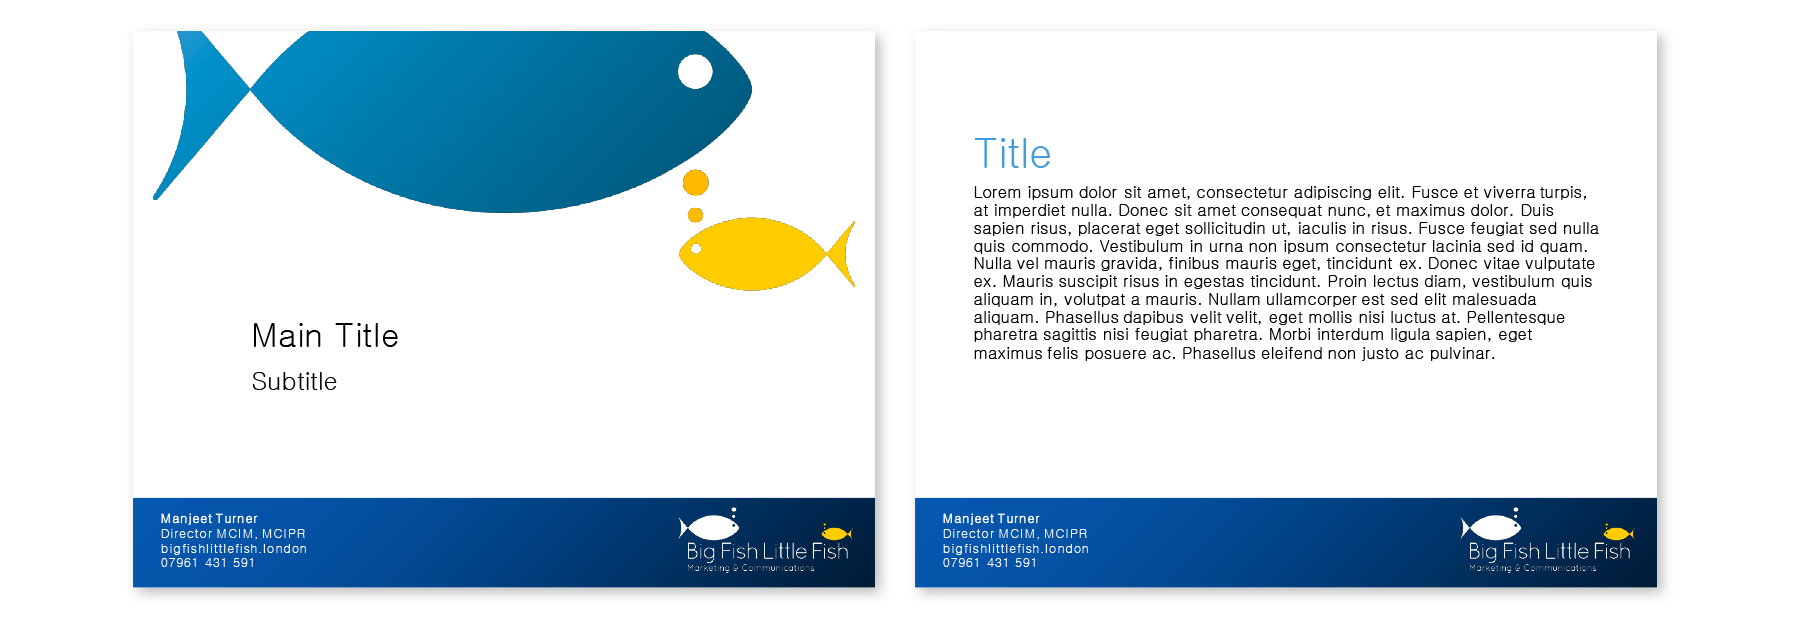 Main Title
Subtitle
Manjeet Turner
Director MCIM, MCIPR
bigfishlittlefish.london
07961 431 591
Big Fish Little Fish
Marketing & Communications
Title
Lorem ipsum dolor sit amet, consectetur adipiscing elit. Fusce et viverra turpis,
at imperdiet nulla. Donec sit amet consequat nunc, et maximus dolor. Duis
sapien risus, placerat eget sollicitudin ut, iaculis in risus. Fusce feugiat sed nulla
quis commodo. Vestibulum in urna non ipsum consectetur lacinia sed id quam.
Nulla vel mauris gravida, finibus mauris eget, tincidunt ex. Donec vitae vulputate
ex. Mauris suscipit risus in egestas tincidunt. Proin lectus diam, vestibulum quis
aliquam in, volutpat a mauris. Nullam ullamcorper est sed elit malesuada
aliquam. Phasellus dapibus velit velit, eget mollis nisi luctus at. Pellentesque
pharetra sagittis nisi feugiat pharetra. Morbi interdum ligula sapien, eget
maximus felis posuere ac. Phasellus eleifend non justo ac pulvinar.
Manjeet Turner
Director MCIM, MCIPR
bigfishlittlefish.london
07961 431 591
Big Fish Little Fish
Marketing & Communications